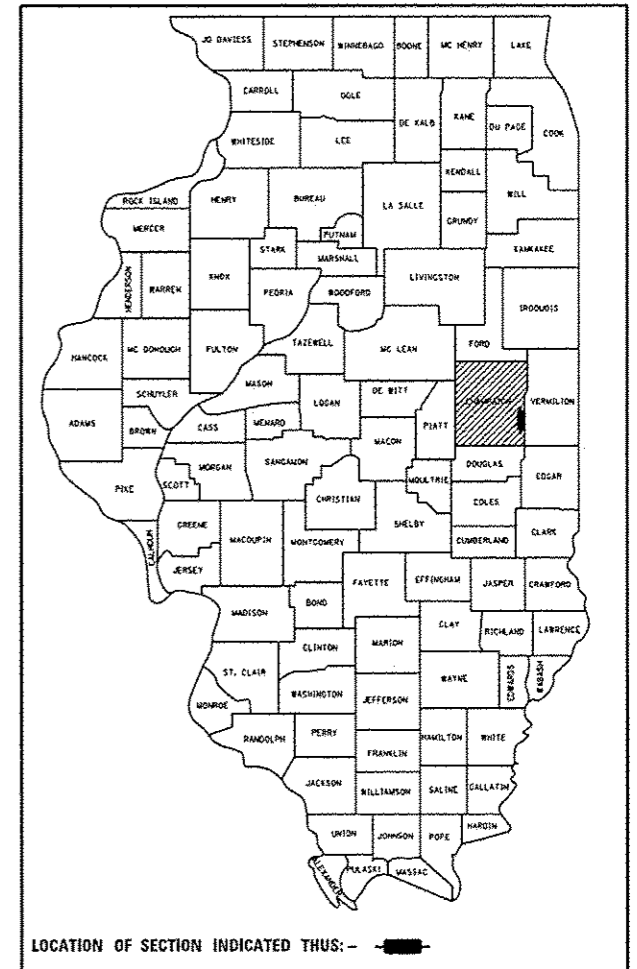 JO DAVIESS STEPHENSON WINNEBAGO BOONE MC HENRY LAKE
CARROLL OGLE DE KALB KANE DU PAGE COOK
WHITESIDE LEE KENDALL WILL
ROCK ISLAND HENRY BUREAU LA SALLE GRUNDY
MERCER PUTNAM KANKAKEE
STARK MARSHALL LIVINGSTON
HENDERSON WARREN KNOX PEORIA WOODFORD IROQUOIS
FORD
HANCOCK MC DONOUGH FULTON TAZEWELL MC LEAN
SCHUYLER MASON DE WITT CHAMPAIGN VERMILION
ADAMS BROWN CASS MENARD LOGAN PIATT
MACON
PIKE SCOTT MORGAN SANGAMON MOULTRIE DOUGLAS EDGAR
CHRISTIAN COLES
CALHOUN GREENE MACOUPIN MONTGOMERY SHELBY CUMBERLAND CLARK
JERSEY FAYETTE EFFINGHAM JASPER CRAWFORD
MADISON BOND
CLINTON MARION CLAY RICHLAND LAWRENCE
ST. CLAIR WASHINGTON WAYNE EDWARDS WABASH
MONROE JEFFERSON
RANDOLPH PERRY HAMILTON WHITE
FRANKLIN
JACKSON WILLIAMSON SALINE GALLATIN
UNION JOHNSON POPE HARDIN
ALEXANDER PULASKI MASSAC
LOCATION OF SECTION INDICATED THUS:-